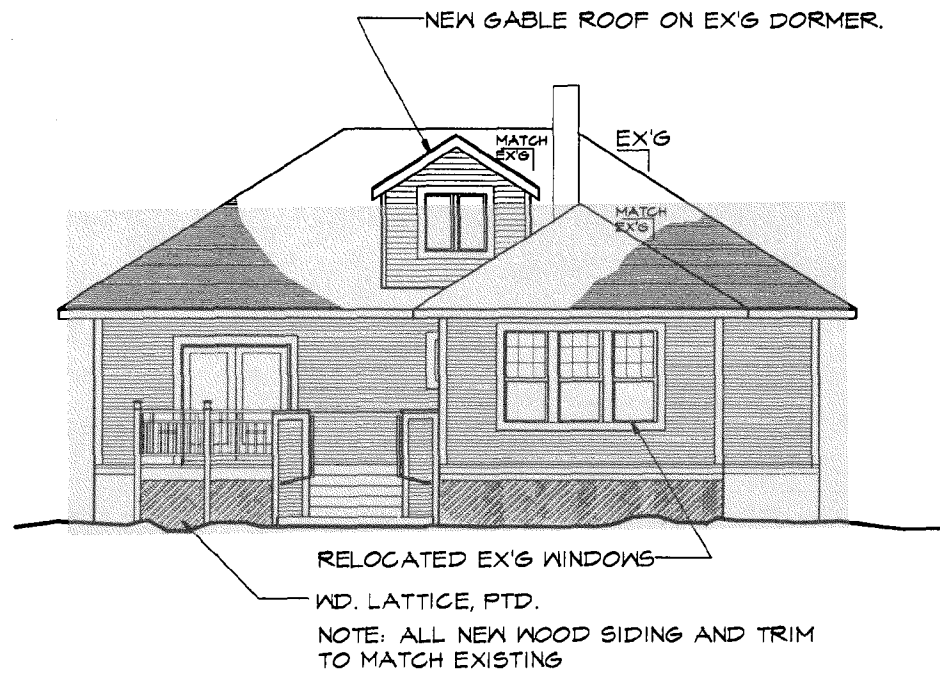 NEW GABLE ROOF ON EX'G DORMER.
MATCH
EX'G
EX'G
MATCH
EX'G
RELOCATED EX'G WINDOWS
WD. LATTICE, PTD.
NOTE: ALL NEW WOOD SIDING AND TRIM
TO MATCH EXISTING